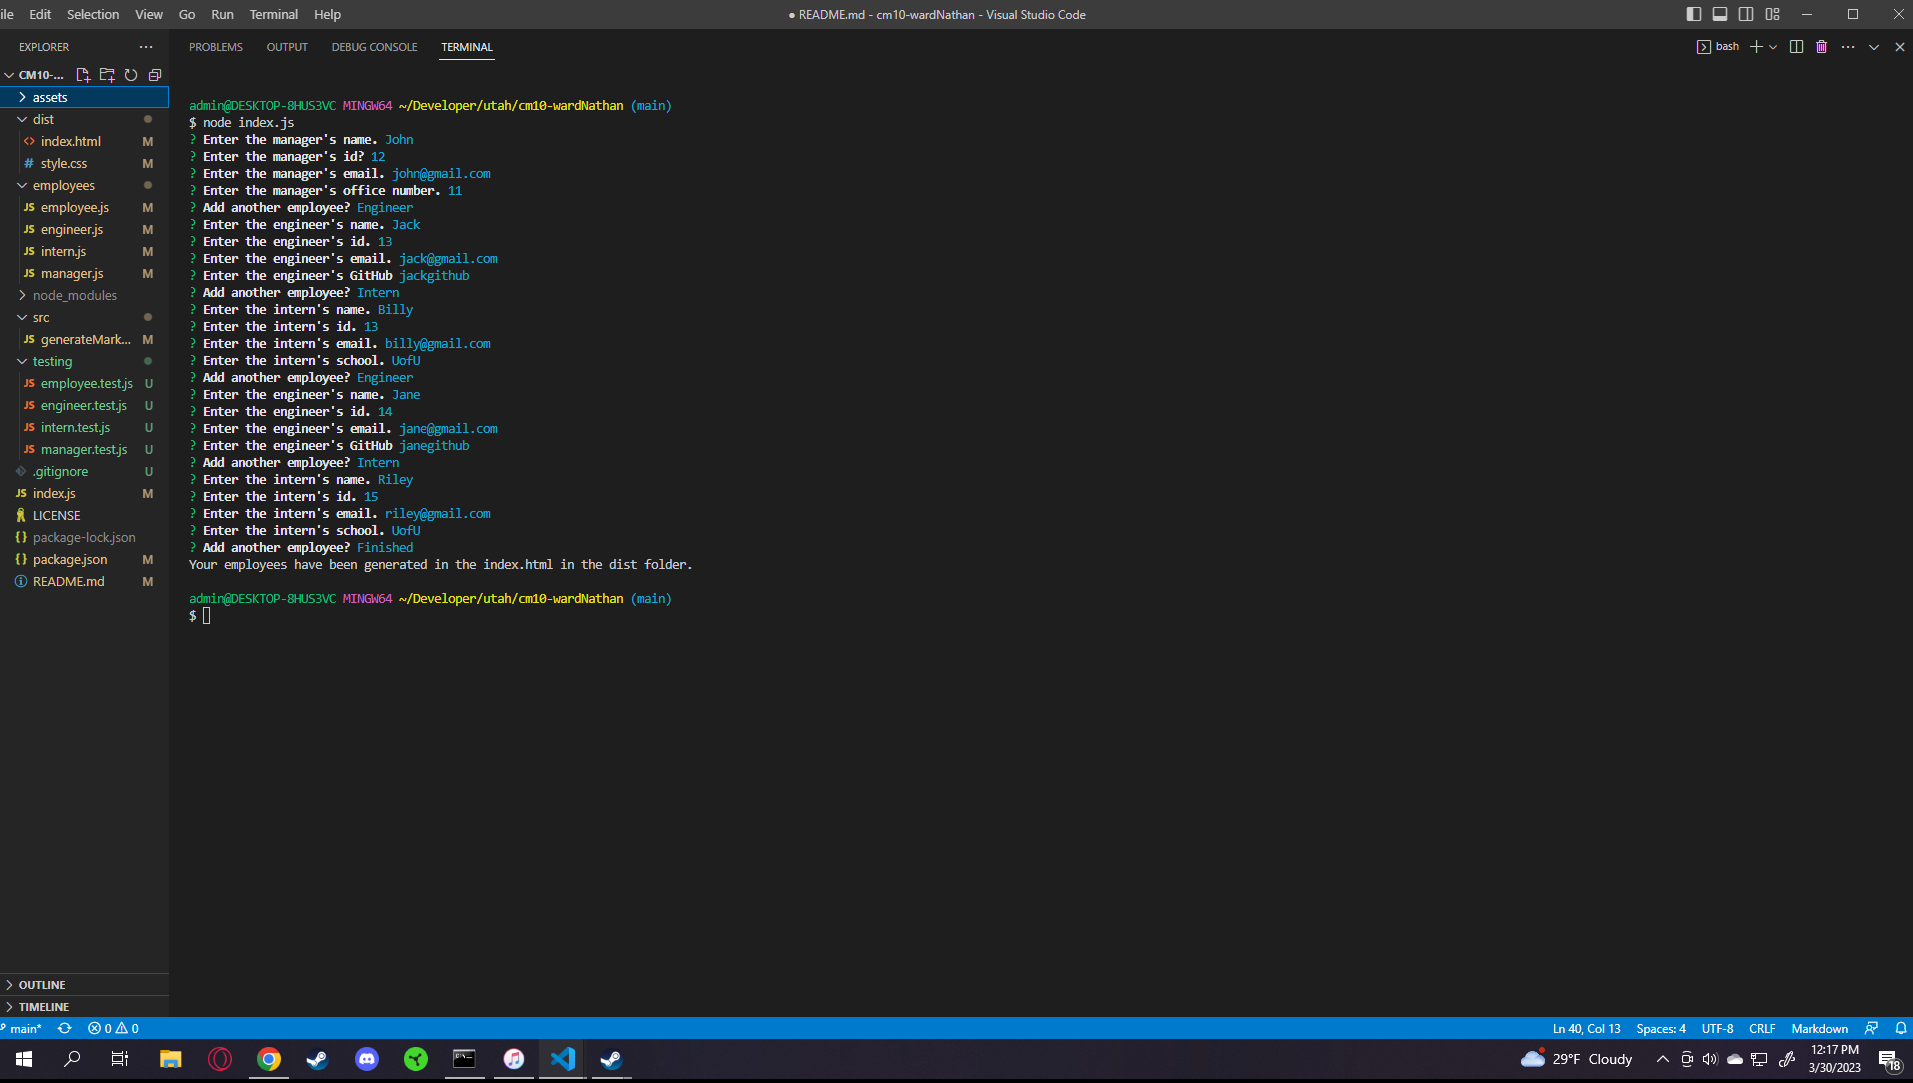 ile Edit Selection View Go Run Terminal Help
● README.md - cm10-wardNathan - Visual Studio Code
EXPLORER ...
CM10-...
assets
dist
index.html M
style.css M
employees
employee.js M
engineer.js M
intern.js M
manager.js M
node_modules
src
generateMark... M
testing
employee.test.js U
engineer.test.js U
intern.test.js U
manager.test.js U
.gitignore U
index.js M
LICENSE
package-lock.json
package.json M
README.md M
OUTLINE
TIMELINE
PROBLEMS OUTPUT DEBUG CONSOLE TERMINAL
bash
admin@DESKTOP-8HUS3VC MINGW64 ~/Developer/utah/cm10-wardNathan (main)
$ node index.js
? Enter the manager's name. John
? Enter the manager's id? 12
? Enter the manager's email. john@gmail.com
? Enter the manager's office number. 11
? Add another employee? Engineer
? Enter the engineer's name. Jack
? Enter the engineer's id. 13
? Enter the engineer's email. jack@gmail.com
? Enter the engineer's GitHub jackgithub
? Add another employee? Intern
? Enter the intern's name. Billy
? Enter the intern's id. 13
? Enter the intern's email. billy@gmail.com
? Enter the intern's school. UofU
? Add another employee? Engineer
? Enter the engineer's name. Jane
? Enter the engineer's id. 14
? Enter the engineer's email. jane@gmail.com
? Enter the engineer's GitHub janegithub
? Add another employee? Intern
? Enter the intern's name. Riley
? Enter the intern's id. 15
? Enter the intern's email. riley@gmail.com
? Enter the intern's school. UofU
? Add another employee? Finished
Your employees have been generated in the index.html in the dist folder.
admin@DESKTOP-8HUS3VC MINGW64 ~/Developer/utah/cm10-wardNathan (main)
$
main* 0 0
Ln 40, Col 13 Spaces: 4 UTF-8 CRLF Markdown
29°F Cloudy
12:17 PM
3/30/2023
18